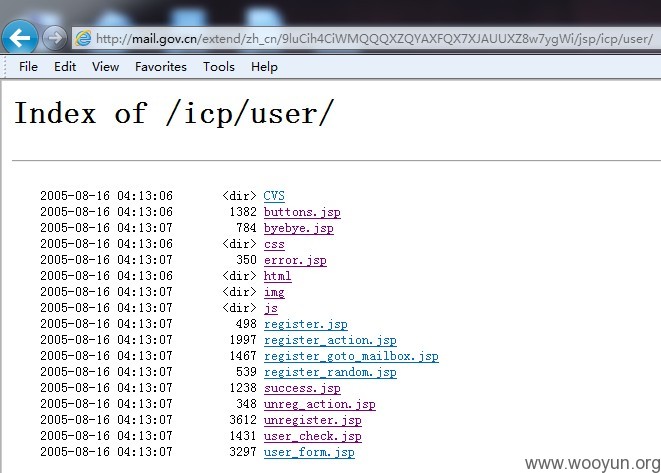 http://mail.gov.cn/extend/zh_cn/9luCih4CiWMQQQXZQYAXFQX7XJAUUXZ8w7ygWi/jsp/icp/user/
File Edit View Favorites Tools Help
Index of /icp/user/
2005-08-16 04:13:06 <dir> CVS
2005-08-16 04:13:06 1382 buttons.jsp
2005-08-16 04:13:07 784 byebye.jsp
2005-08-16 04:13:06 <dir> css
2005-08-16 04:13:07 350 error.jsp
2005-08-16 04:13:06 <dir> html
2005-08-16 04:13:07 <dir> img
2005-08-16 04:13:07 <dir> js
2005-08-16 04:13:07 498 register.jsp
2005-08-16 04:13:07 1997 register_action.jsp
2005-08-16 04:13:07 1467 register_goto_mailbox.jsp
2005-08-16 04:13:07 539 register_random.jsp
2005-08-16 04:13:07 1238 success.jsp
2005-08-16 04:13:07 348 unreg_action.jsp
2005-08-16 04:13:07 3612 unregister.jsp
2005-08-16 04:13:07 1431 user_check.jsp
2005-08-16 04:13:07 3297 user_form.jsp
www.wooyun.org